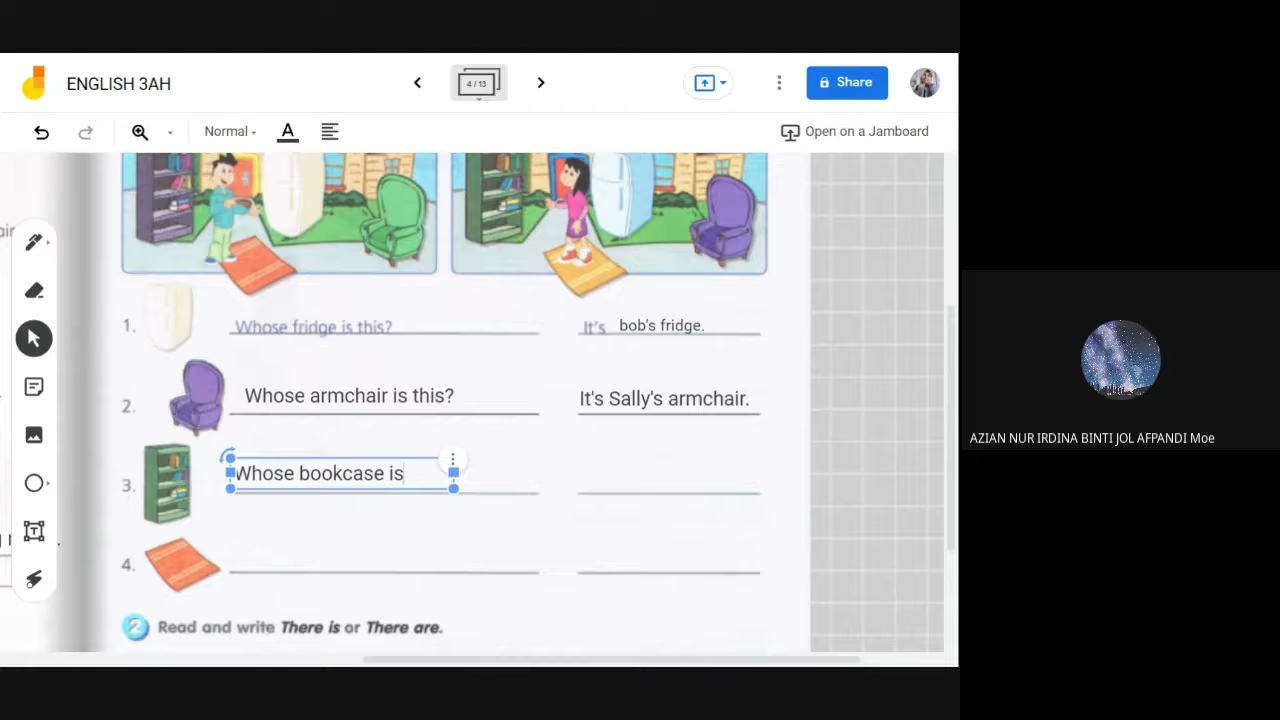 ENGLISH 3AH
4 / 13
Share
Normal
A
Open on a Jamboard
1. Whose fridge is this? It's bob's fridge.
2. Whose armchair is this? It's Sally's armchair.
3. Whose bookcase is
4.
2 Read and write There is or There are.
AZIAN NUR IRDINA BINTI JOL AFPANDI Moe